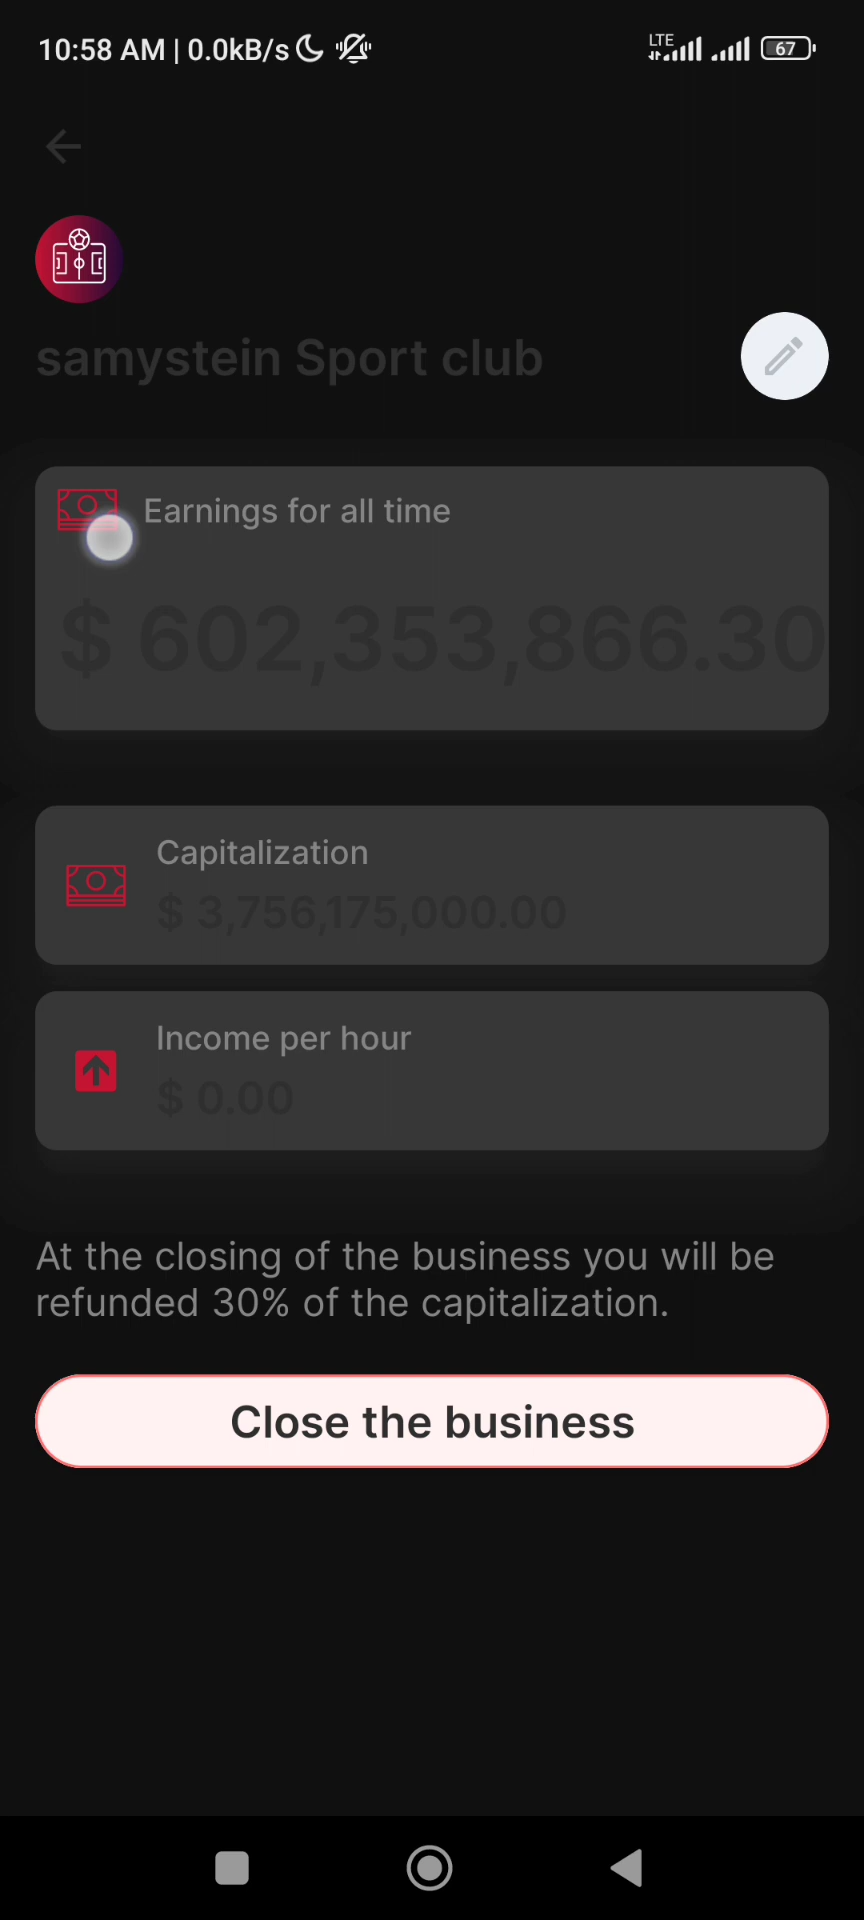 10:58 AM | 0.0kB/s LTE 67
samystein Sport club
Earnings for all time
$ 602,353,866.30
Capitalization
$ 3,756,175,000.00
Income per hour
$ 0.00
At the closing of the business you will be
refunded 30% of the capitalization.
Close the business